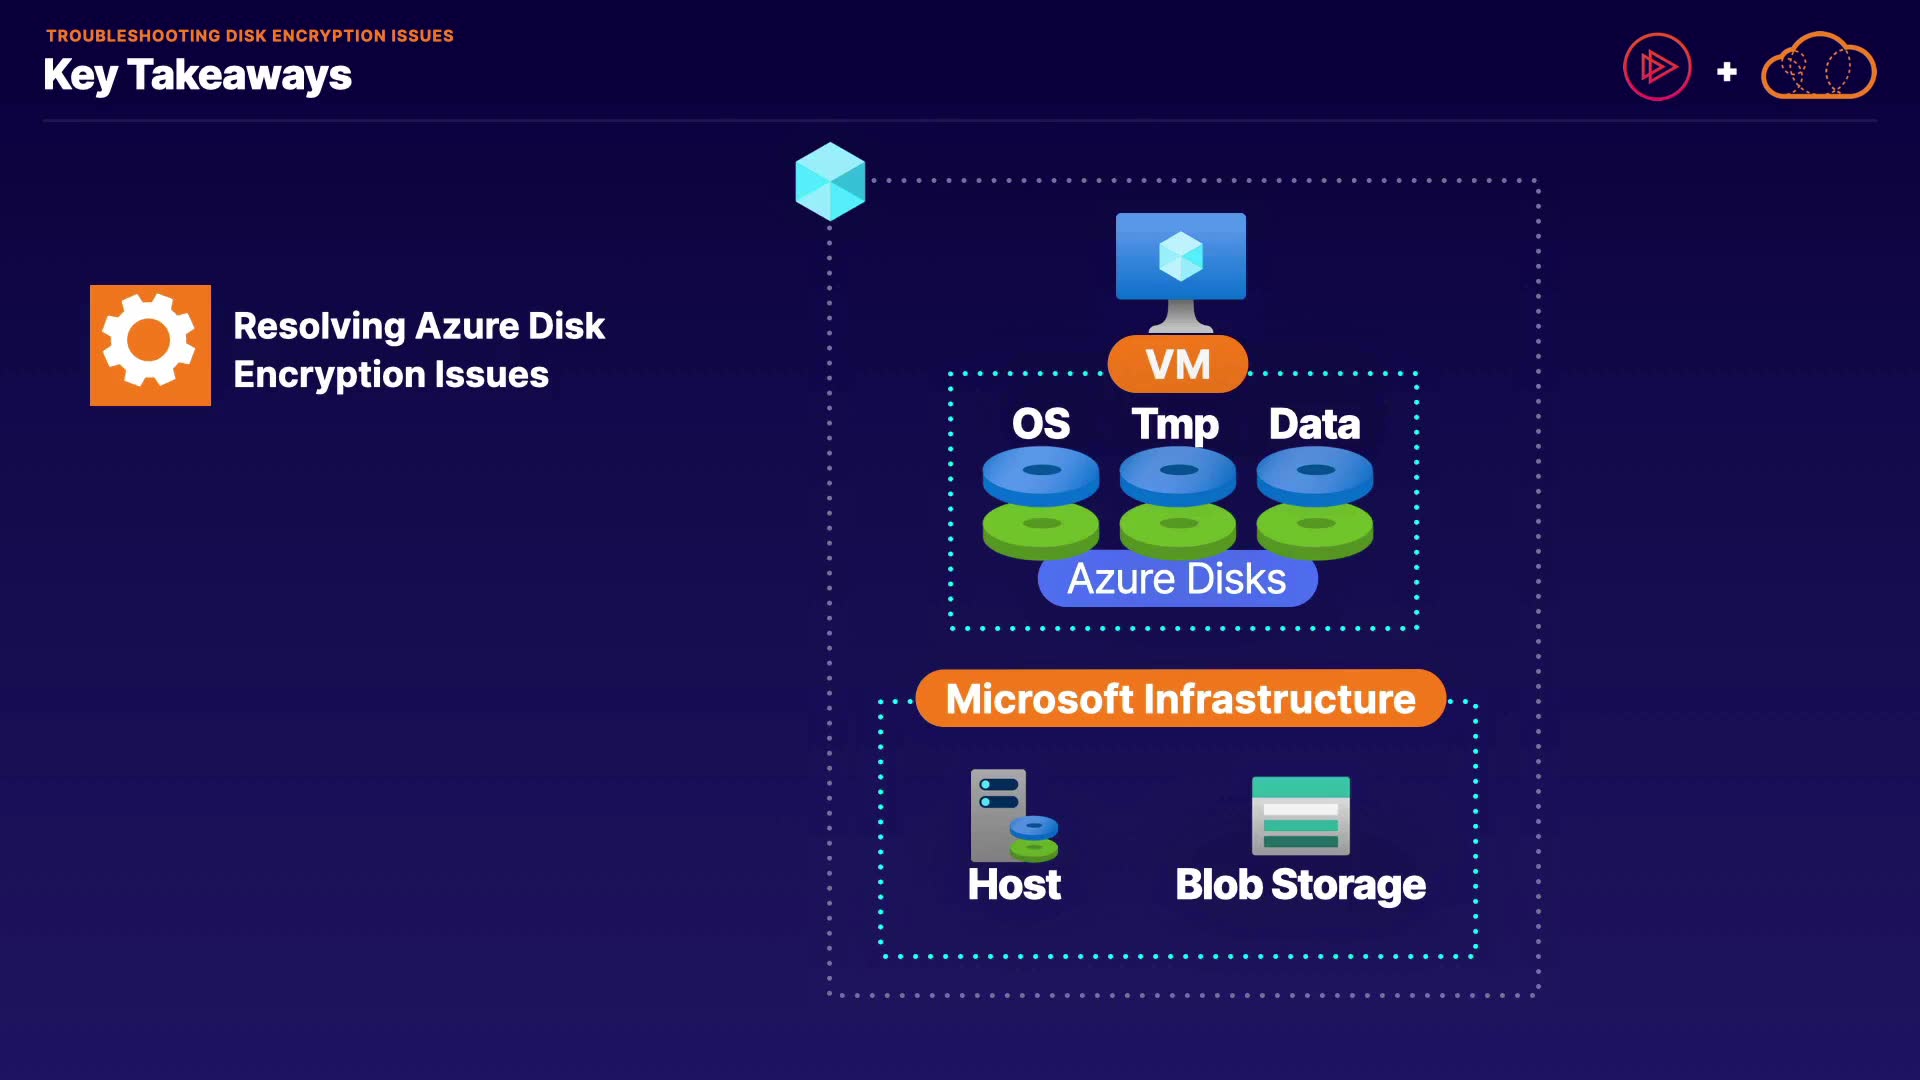 TROUBLESHOOTING DISK ENCRYPTION ISSUES
Key Takeaways
Resolving Azure Disk
Encryption Issues
VM
OS Tmp Data
Azure Disks
Microsoft Infrastructure
Host Blob Storage